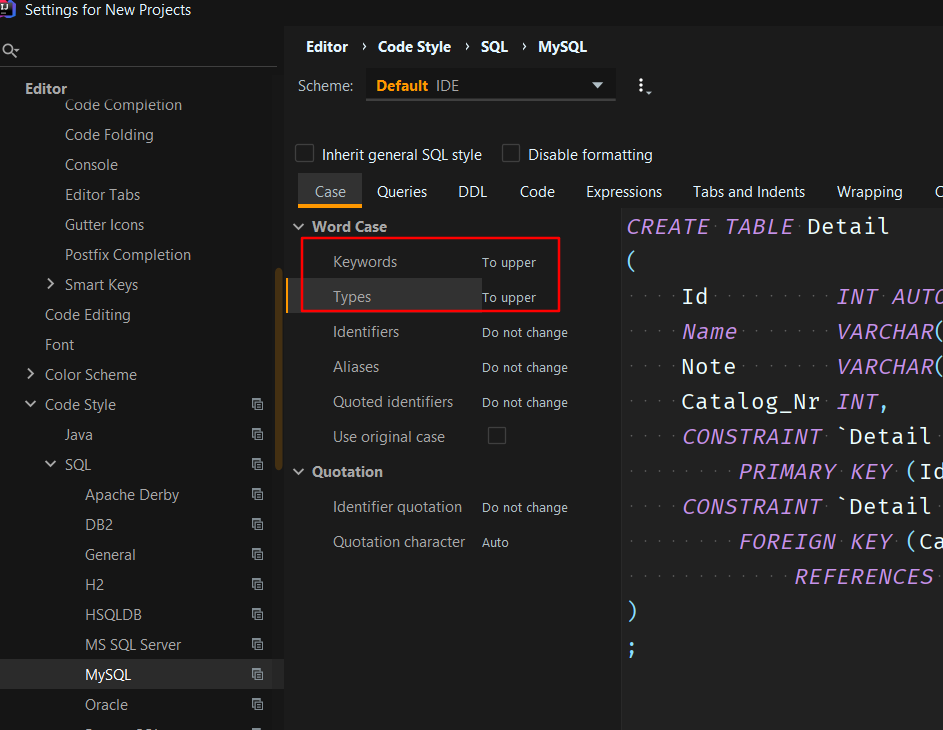 Settings for New Projects
Editor
Code Completion
Code Folding
Console
Editor Tabs
Gutter Icons
Postfix Completion
Smart Keys
Code Editing
Font
Color Scheme
Code Style
Java
SQL
Apache Derby
DB2
General
H2
HSQLDB
MS SQL Server
MySQL
Oracle
Editor › Code Style › SQL › MySQL
Scheme: Default IDE
Inherit general SQL style Disable formatting
Case Queries DDL Code Expressions Tabs and Indents Wrapping
Word Case
Keywords To upper
Types To upper
Identifiers Do not change
Aliases Do not change
Quoted identifiers Do not change
Use original case
Quotation
Identifier quotation Do not change
Quotation character Auto
CREATE TABLE Detail
(
Id INT AUTO
Name VARCHAR(
Note VARCHAR(
Catalog_Nr INT,
CONSTRAINT `Detail
PRIMARY KEY (Id
CONSTRAINT `Detail
FOREIGN KEY (Ca
REFERENCES
)
;